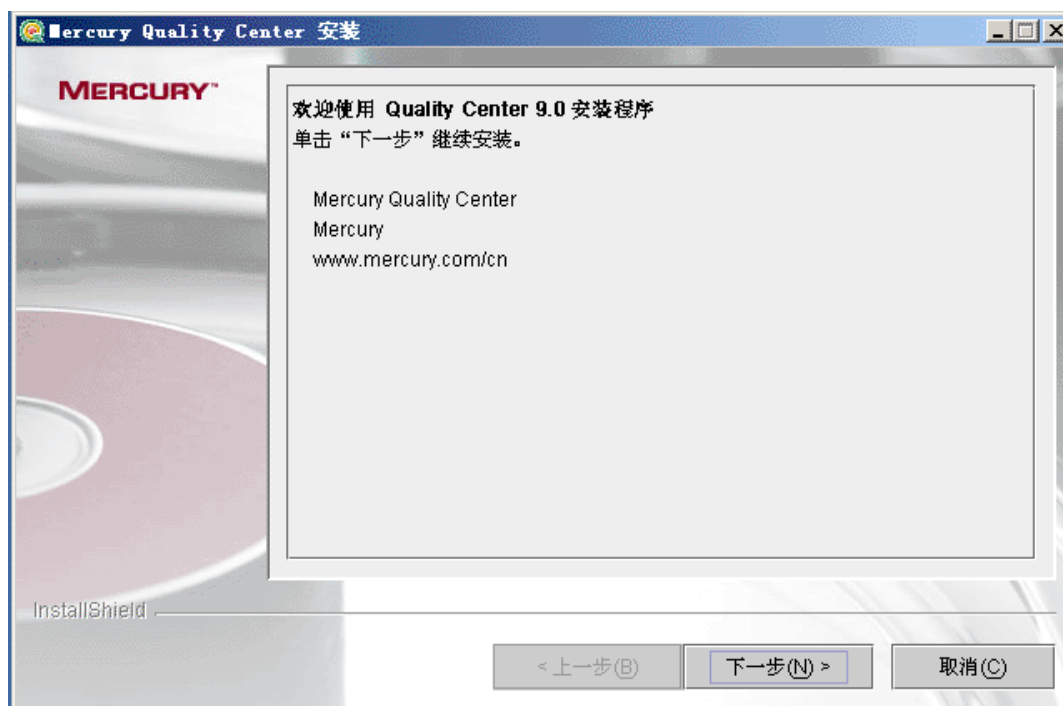 Mercury Quality Center 安装
MERCURY™
欢迎使用 Quality Center 9.0 安装程序
单击“下一步”继续安装。
Mercury Quality Center
Mercury
www.mercury.com/cn
InstallShield
<上一步(B)
下一步(N)>
取消(C)